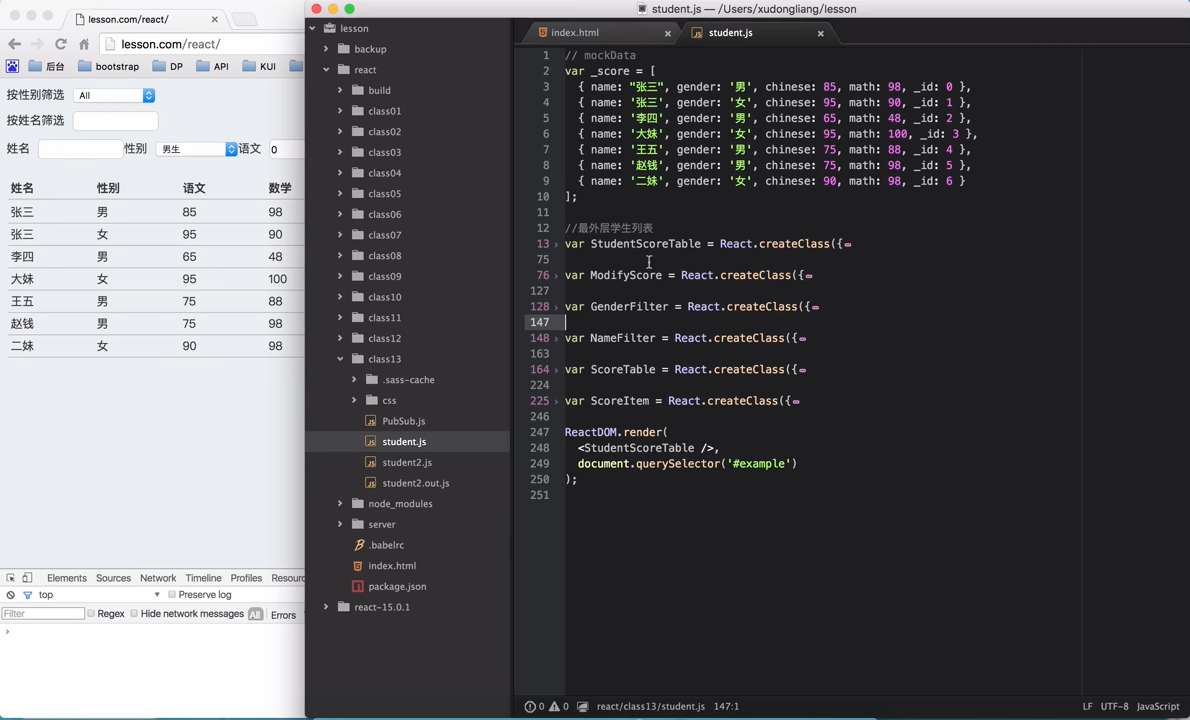 lesson.com/react/
lesson.com/react/
后台 bootstrap DP API KUI
按性别筛选 All
按姓名筛选
姓名 性别 男生 语文 0
姓名 性别 语文 数学
张三 男 85 98
张三 女 95 90
李四 男 65 48
大妹 女 95 100
王五 男 75 88
赵钱 男 75 98
二妹 女 90 98
Elements Sources Network Timeline Profiles Resour
top Preserve log
Filter Regex Hide network messages All Errors
student.js — /Users/xudongliang/lesson
lesson
backup
react
build
class01
class02
class03
class04
class05
class06
class07
class08
class09
class10
class11
class12
class13
.sass-cache
css
PubSub.js
student.js
student2.js
student2.out.js
node_modules
server
.babelrc
index.html
package.json
react-15.0.1
index.html student.js
1 // mockData
2 var _score = [
3 { name: "张三", gender: '男', chinese: 85, math: 98, _id: 0 },
4 { name: '张三', gender: '女', chinese: 95, math: 90, _id: 1 },
5 { name: '李四', gender: '男', chinese: 65, math: 48, _id: 2 },
6 { name: '大妹', gender: '女', chinese: 95, math: 100, _id: 3 },
7 { name: '王五', gender: '男', chinese: 75, math: 88, _id: 4 },
8 { name: '赵钱', gender: '男', chinese: 75, math: 98, _id: 5 },
9 { name: '二妹', gender: '女', chinese: 90, math: 98, _id: 6 }
10 ];
11
12 //最外层学生列表
13 var StudentScoreTable = React.createClass({
75
76 var ModifyScore = React.createClass({
127
128 var GenderFilter = React.createClass({
147
148 var NameFilter = React.createClass({
163
164 var ScoreTable = React.createClass({
224
225 var ScoreItem = React.createClass({
246
247 ReactDOM.render(
248 <StudentScoreTable />,
249 document.querySelector('#example')
250 );
251
0 0 react/class13/student.js 147:1 LF UTF-8 JavaScript